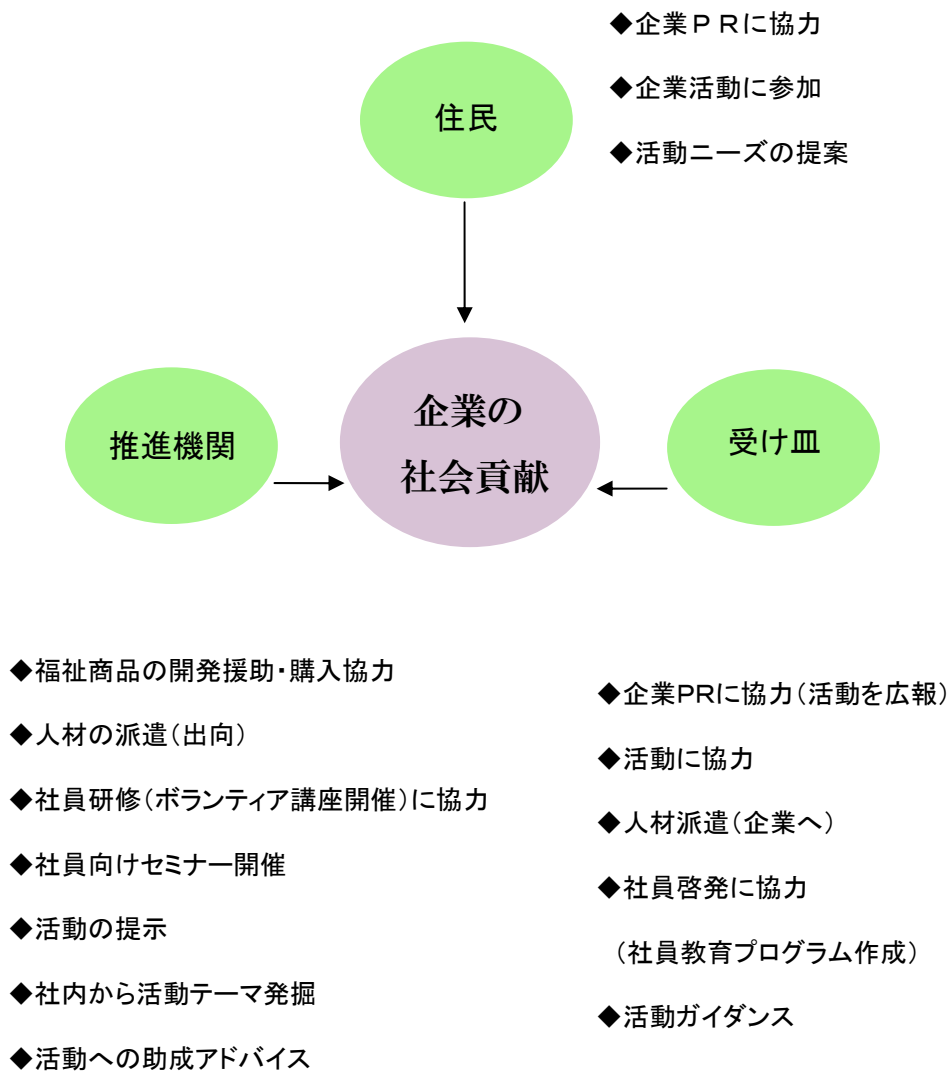 ◆企業PRに協力
◆企業活動に参加
◆活動ニーズの提案
住民
企業の
社会貢献
推進機関
受け皿
◆福祉商品の開発援助・購入協力
◆人材の派遣（出向）
◆社員研修（ボランティア講座開催）に協力
◆社員向けセミナー開催
◆活動の提示
◆社内から活動テーマ発掘
◆活動への助成アドバイス
◆企業PRに協力（活動を広報）
◆活動に協力
◆人材派遣（企業へ）
◆社員啓発に協力
（社員教育プログラム作成）
◆活動ガイダンス